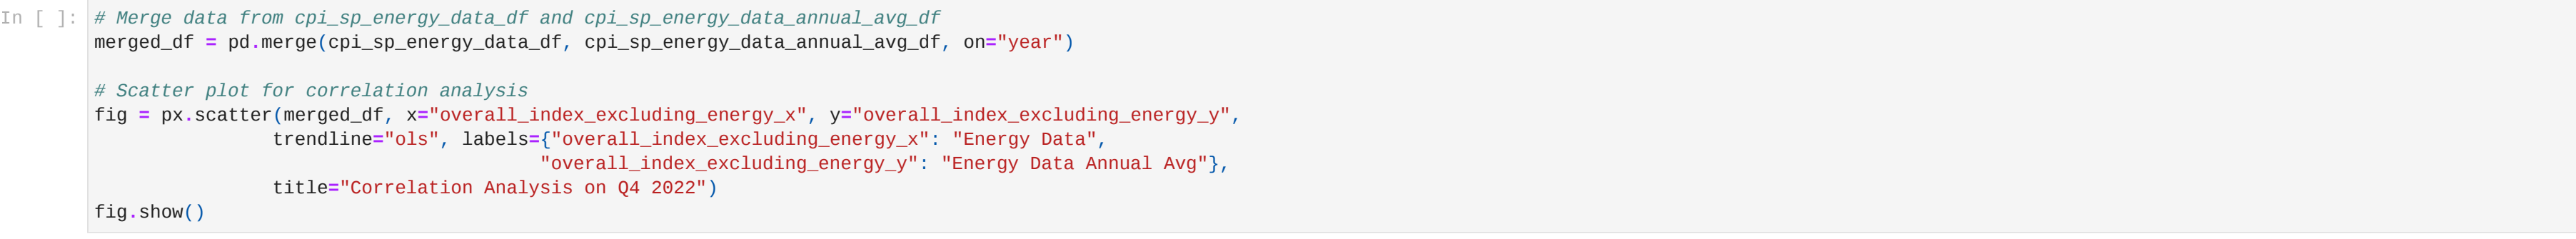 In [ ]:
# Merge data from cpi_sp_energy_data_df and cpi_sp_energy_data_annual_avg_df
merged_df = pd.merge(cpi_sp_energy_data_df, cpi_sp_energy_data_annual_avg_df, on="year")

# Scatter plot for correlation analysis
fig = px.scatter(merged_df, x="overall_index_excluding_energy_x", y="overall_index_excluding_energy_y",
                trendline="ols", labels={"overall_index_excluding_energy_x": "Energy Data",
                                        "overall_index_excluding_energy_y": "Energy Data Annual Avg"},
                title="Correlation Analysis on Q4 2022")
fig.show()